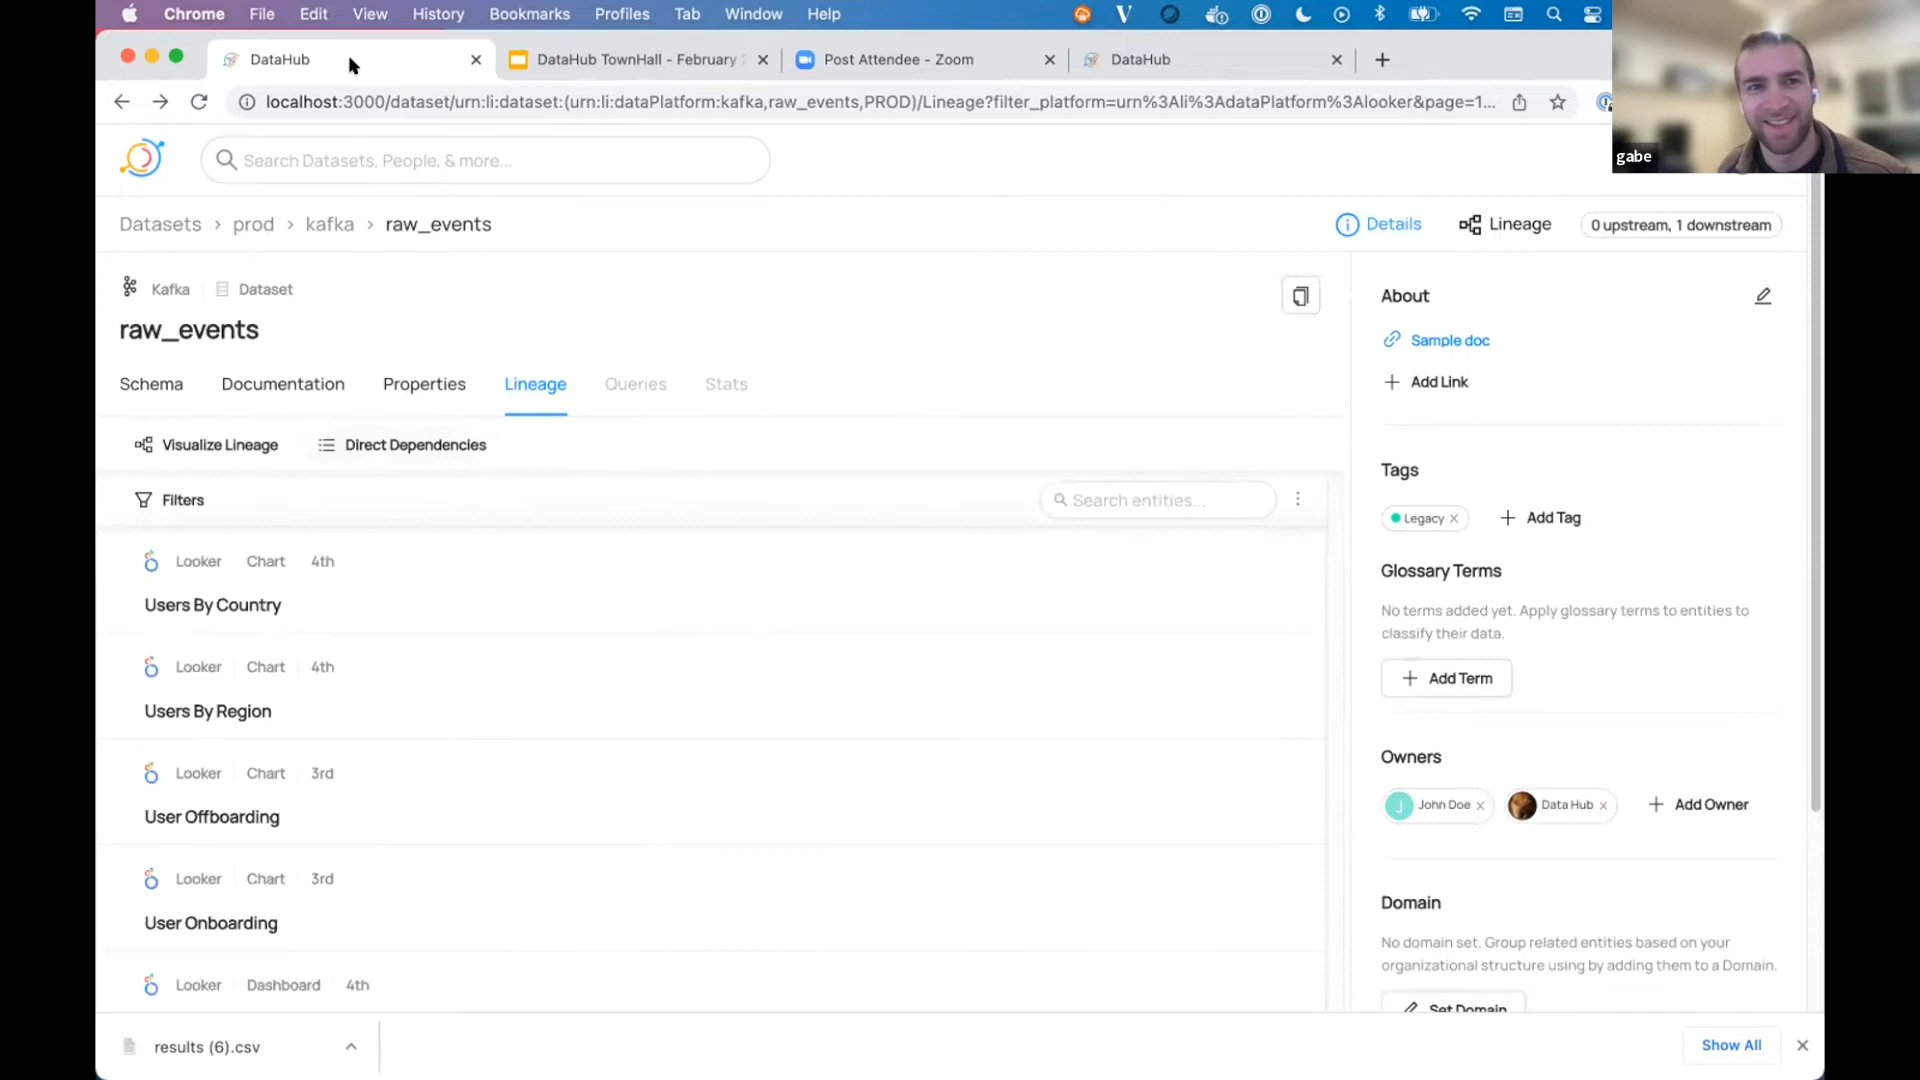 Chrome File Edit View History Bookmarks Profiles Tab Window Help
DataHub
DataHub TownHall - February
Post Attendee - Zoom
DataHub
localhost:3000/dataset/urn:li:dataset:(urn:li:dataPlatform:kafka,raw_events,PROD)/Lineage?filter_platform=urn%3Ali%3AdataPlatform%3Alooker&page=1...
gabe
Search Datasets, People, & more...
Datasets > prod > kafka > raw_events
Details
Lineage
0 upstream, 1 downstream
Kafka Dataset
raw_events
Schema Documentation Properties Lineage Queries Stats
Visualize Lineage Direct Dependencies
Filters
Search entities...
Looker Chart 4th
Users By Country
Looker Chart 4th
Users By Region
Looker Chart 3rd
User Offboarding
Looker Chart 3rd
User Onboarding
Looker Dashboard 4th
About
Sample doc
+ Add Link
Tags
Legacy × + Add Tag
Glossary Terms
No terms added yet. Apply glossary terms to entities to
classify their data.
+ Add Term
Owners
J John Doe × Data Hub × + Add Owner
Domain
No domain set. Group related entities based on your
organizational structure using by adding them to a Domain.
Set Domain
results (6).csv
Show All